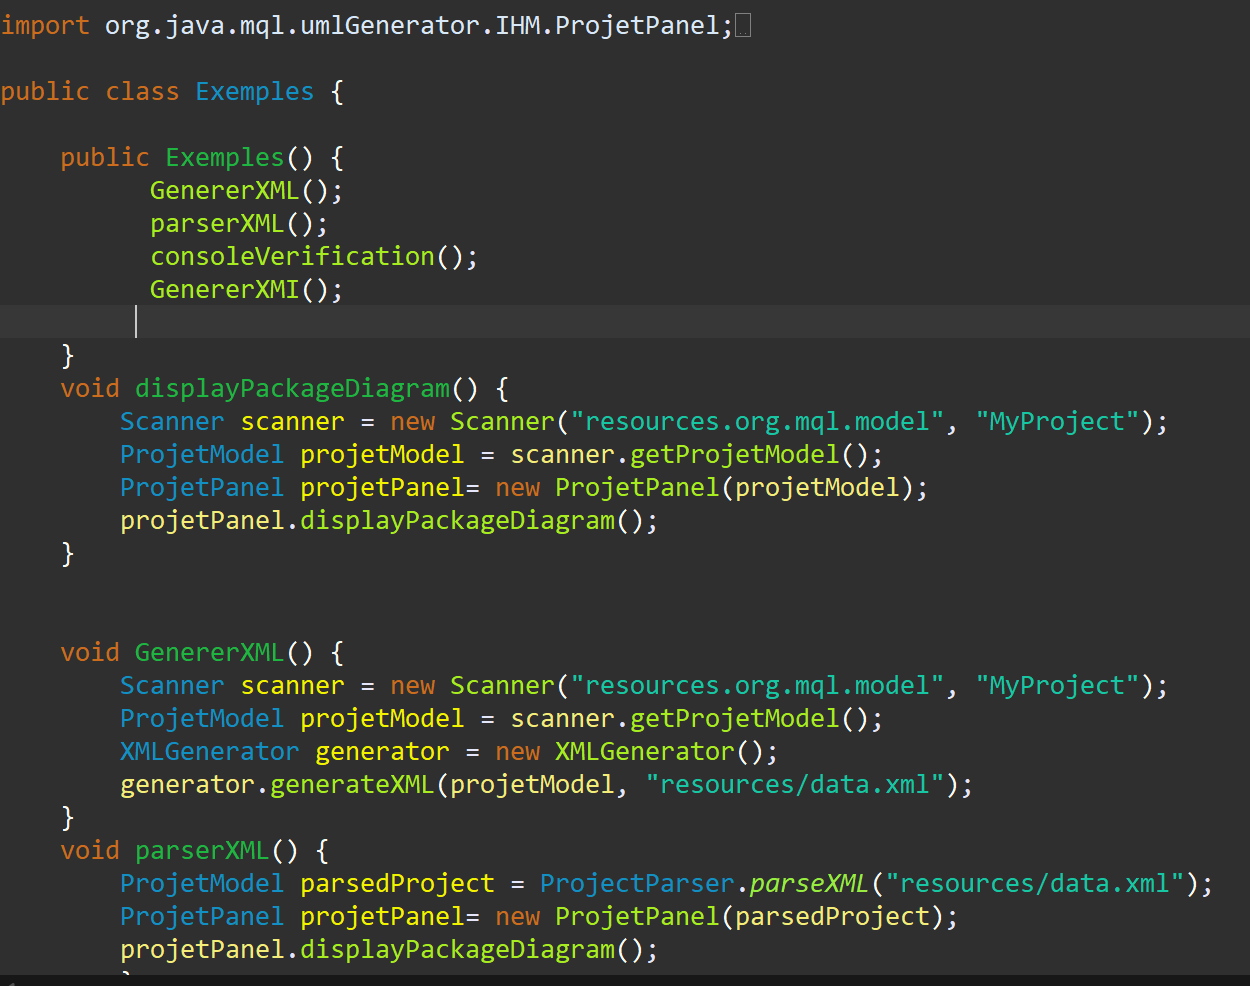 import org.java.mql.umlGenerator.IHM.ProjetPanel;
public class Exemples {
public Exemples() {
GenererXML();
parserXML();
consoleVerification();
GenererXMI();
}
void displayPackageDiagram() {
Scanner scanner = new Scanner("resources.org.mql.model", "MyProject");
ProjetModel projetModel = scanner.getProjetModel();
ProjetPanel projetPanel= new ProjetPanel(projetModel);
projetPanel.displayPackageDiagram();
}
void GenererXML() {
Scanner scanner = new Scanner("resources.org.mql.model", "MyProject");
ProjetModel projetModel = scanner.getProjetModel();
XMLGenerator generator = new XMLGenerator();
generator.generateXML(projetModel, "resources/data.xml");
}
void parserXML() {
ProjetModel parsedProject = ProjectParser.parseXML("resources/data.xml");
ProjetPanel projetPanel= new ProjetPanel(parsedProject);
projetPanel.displayPackageDiagram();